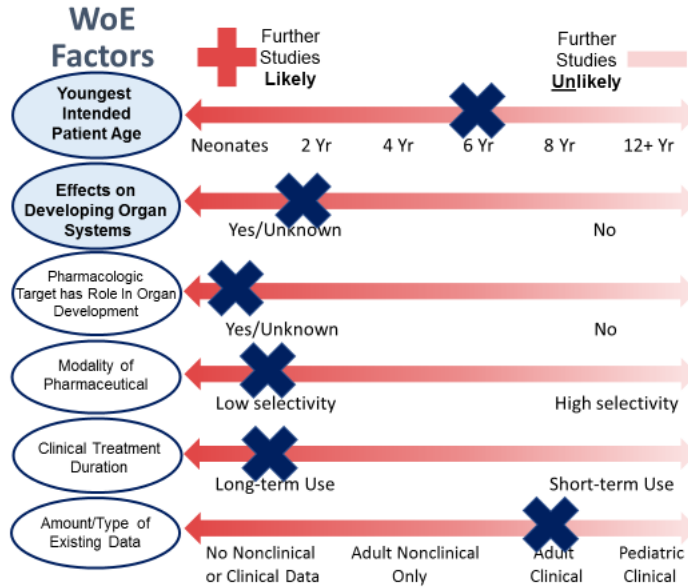 WoE
Factors
Further
Studies
Likely
Further
Studies
Unlikely
Youngest
Intended
Patient Age
Neonates 2 Yr 4 Yr 6 Yr 8 Yr 12+ Yr
Effects on
Developing Organ
Systems
Yes/Unknown No
Pharmacologic
Target has Role In Organ
Development
Yes/Unknown No
Modality of
Pharmaceutical
Low selectivity High selectivity
Clinical Treatment
Duration
Long-term Use Short-term Use
Amount/Type of
Existing Data
No Nonclinical Adult Nonclinical Adult Pediatric
or Clinical Data Only Clinical Clinical